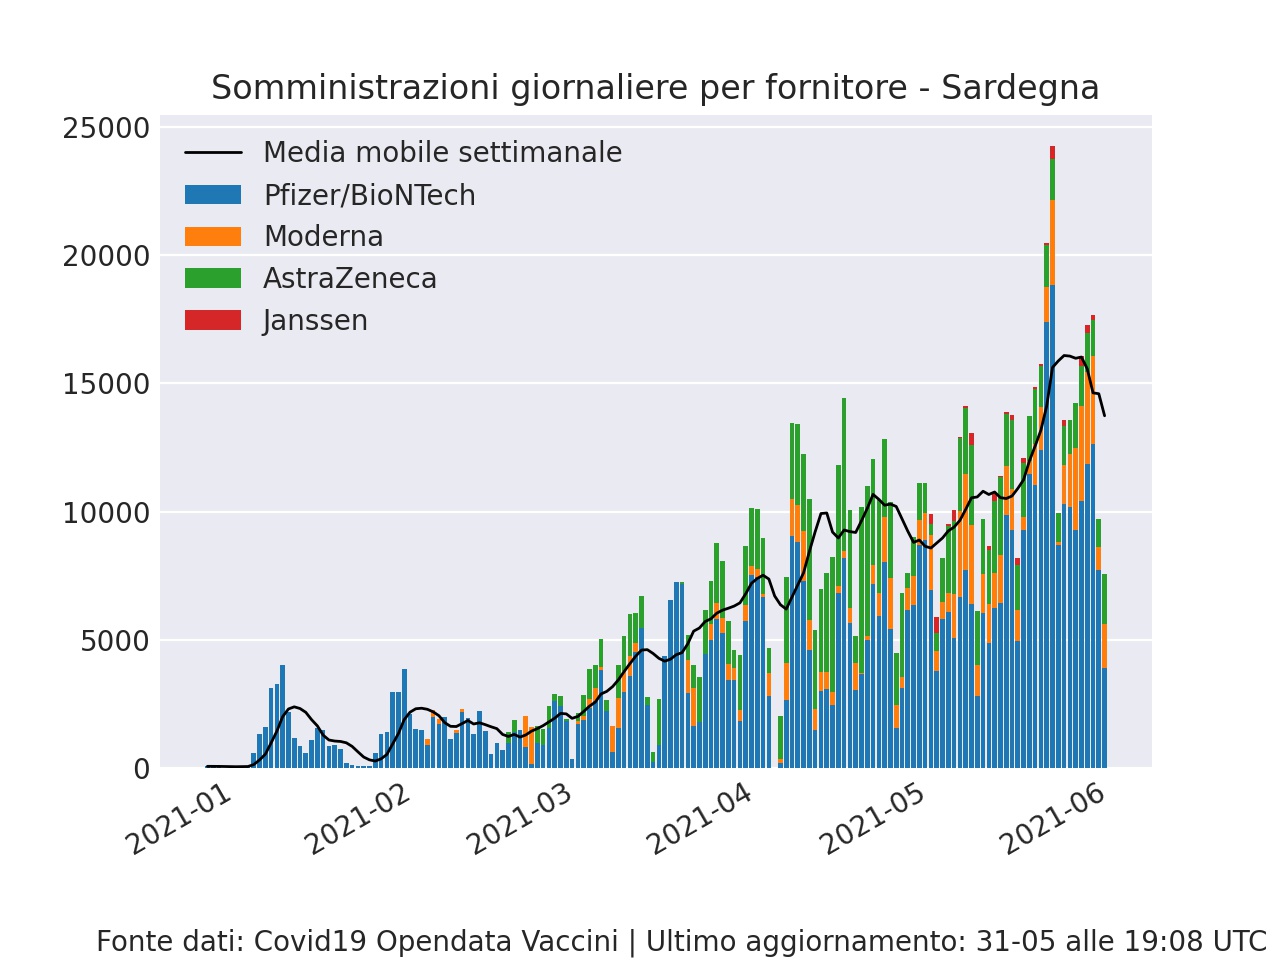 Somministrazioni giornaliere per fornitore - Sardegna
25000
20000
15000
10000
5000
0
Media mobile settimanale
Pfizer/BioNTech
Moderna
AstraZeneca
Janssen
2021-01
2021-02
2021-03
2021-04
2021-05
2021-06
Fonte dati: Covid19 Opendata Vaccini | Ultimo aggiornamento: 31-05 alle 19:08 UTC